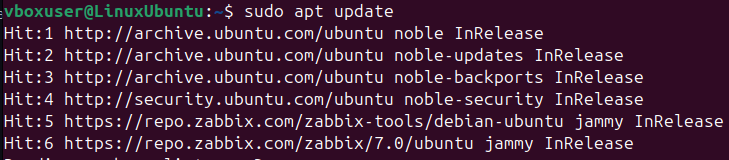 vboxuser@LinuxUbuntu:~$ sudo apt update
Hit:1 http://archive.ubuntu.com/ubuntu noble InRelease
Hit:2 http://archive.ubuntu.com/ubuntu noble-updates InRelease
Hit:3 http://archive.ubuntu.com/ubuntu noble-backports InRelease
Hit:4 http://security.ubuntu.com/ubuntu noble-security InRelease
Hit:5 https://repo.zabbix.com/zabbix-tools/debian-ubuntu jammy InRelease
Hit:6 https://repo.zabbix.com/zabbix/7.0/ubuntu jammy InRelease